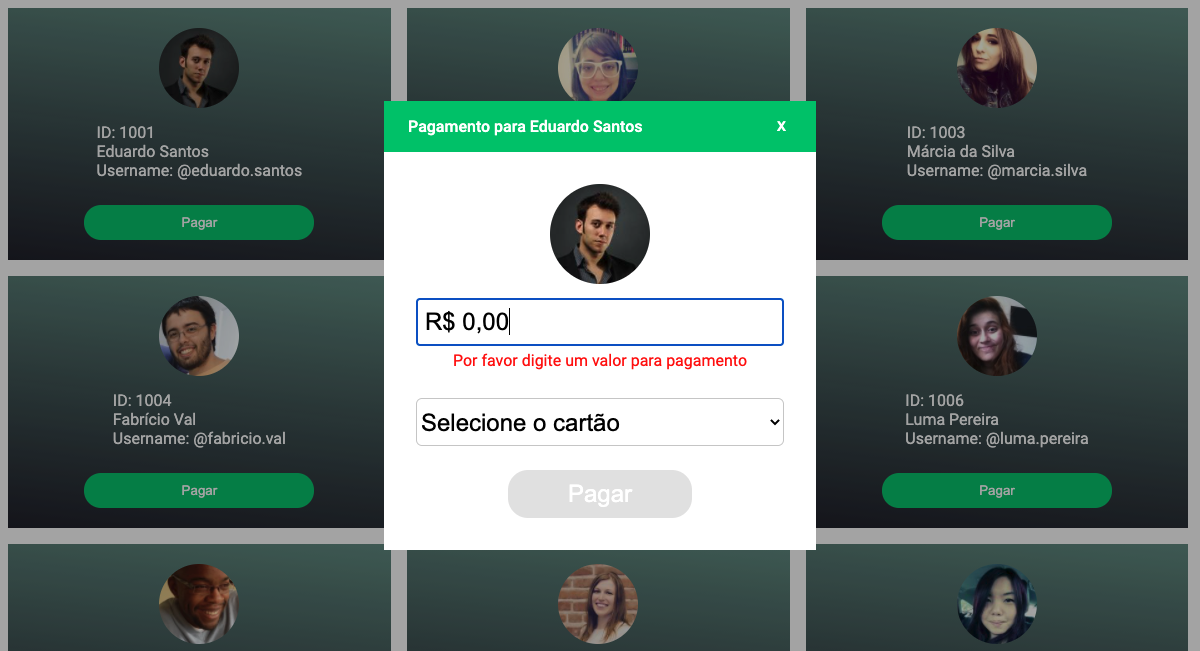 ID: 1001
Eduardo Santos
Username: @eduardo.santos
Pagar
ID: 1003
Márcia da Silva
Username: @marcia.silva
Pagar
Pagamento para Eduardo Santos x
R$ 0,00
Por favor digite um valor para pagamento
Selecione o cartão
Pagar
ID: 1004
Fabrício Val
Username: @fabricio.val
Pagar
ID: 1006
Luma Pereira
Username: @luma.pereira
Pagar